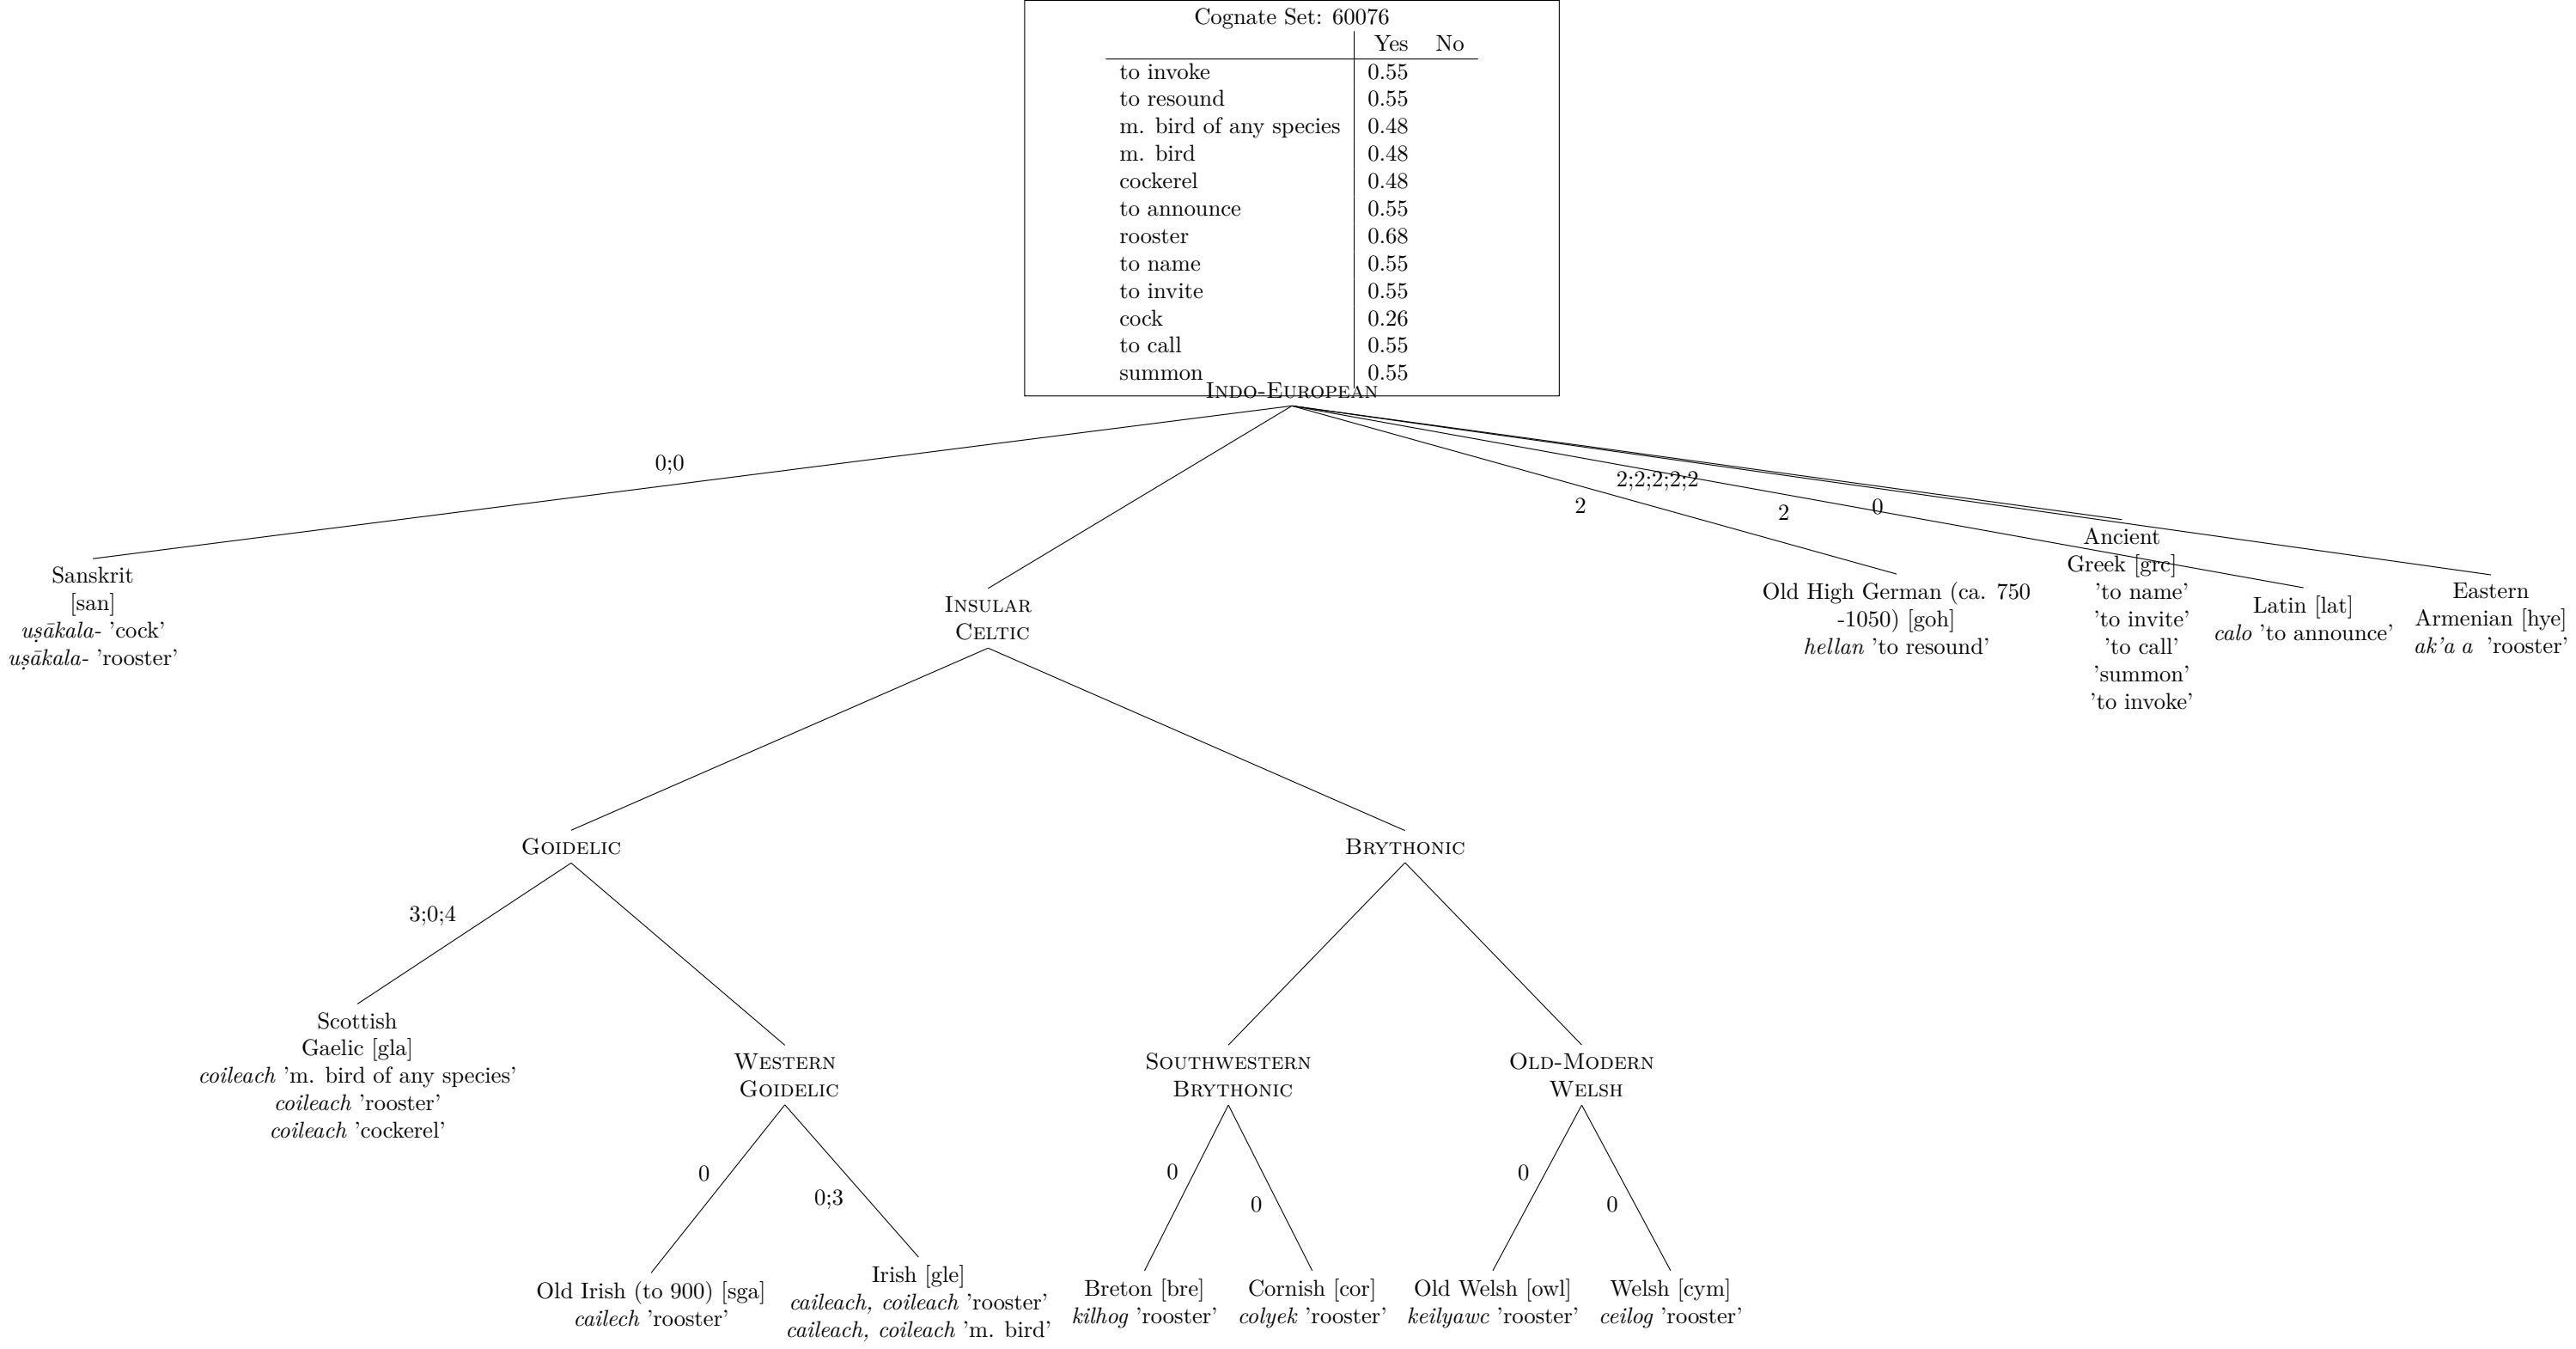 Cognate Set: 60076
Yes No
to invoke 0.55
to resound 0.55
m. bird of any species 0.48
m. bird 0.48
cockerel 0.48
to announce 0.55
rooster 0.68
to name 0.55
to invite 0.55
cock 0.26
to call 0.55
summon 0.55
Indo-European
0;0
2
2;2;2;2;2
2
0
Sanskrit
[san]
uṣākala- 'cock'
uṣākala- 'rooster'
Insular
Celtic
Old High German (ca. 750
-1050) [goh]
hellan 'to resound'
Ancient
Greek [grc]
'to name'
'to invite'
'to call'
'summon'
'to invoke'
Latin [lat]
calo 'to announce'
Eastern
Armenian [hye]
ak'a a 'rooster'
Goidelic
Brythonic
3;0;4
Scottish
Gaelic [gla]
coileach 'm. bird of any species'
coileach 'rooster'
coileach 'cockerel'
Western
Goidelic
Southwestern
Brythonic
Old-Modern
Welsh
0
0;3
0
0
0
0
Old Irish (to 900) [sga]
cailech 'rooster'
Irish [gle]
caileach, coileach 'rooster'
caileach, coileach 'm. bird'
Breton [bre]
kilhog 'rooster'
Cornish [cor]
colyek 'rooster'
Old Welsh [owl]
keilyawc 'rooster'
Welsh [cym]
ceilog 'rooster'